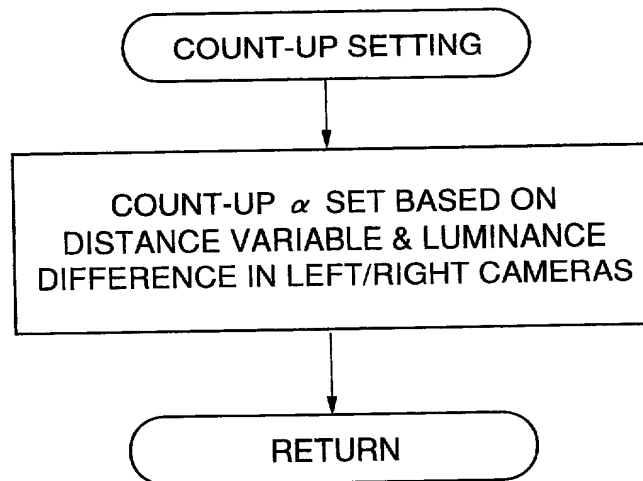 COUNT-UP SETTING
COUNT-UP α SET BASED ON
DISTANCE VARIABLE & LUMINANCE
DIFFERENCE IN LEFT/RIGHT CAMERAS
RETURN